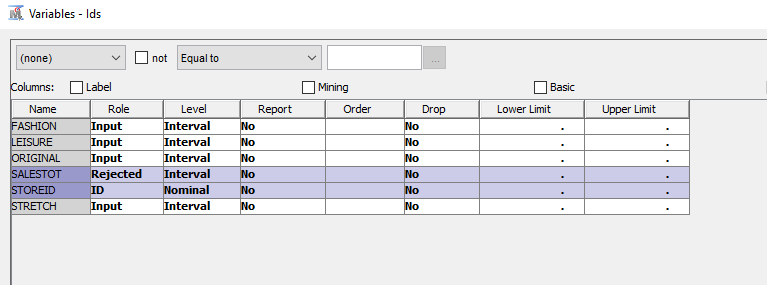 Variables - Ids
(none) not Equal to ...
Columns: Label Mining Basic
Name Role Level Report Order Drop Lower Limit Upper Limit
FASHION Input Interval No No . .
LEISURE Input Interval No No . .
ORIGINAL Input Interval No No . .
SALESTOT Rejected Interval No No . .
STOREID ID Nominal No No . .
STRETCH Input Interval No No . .